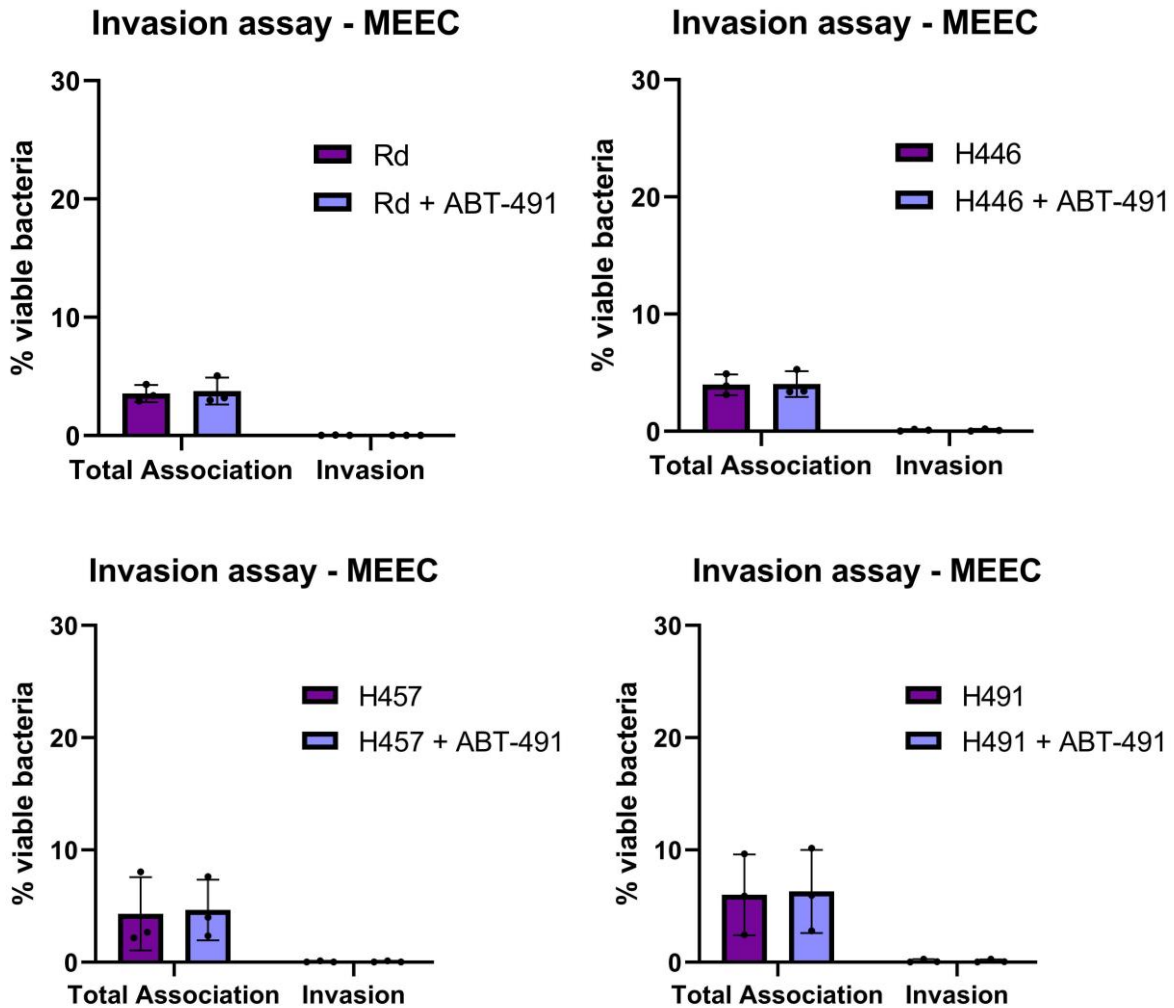 Invasion assay - MEEC
30
20
10
0
% viable bacteria
Rd
Rd + ABT-491
Total Association
Invasion
Invasion assay - MEEC
30
20
10
0
% viable bacteria
H446
H446 + ABT-491
Total Association
Invasion
Invasion assay - MEEC
30
20
10
0
% viable bacteria
H457
H457 + ABT-491
Total Association
Invasion
Invasion assay - MEEC
30
20
10
0
% viable bacteria
H491
H491 + ABT-491
Total Association
Invasion